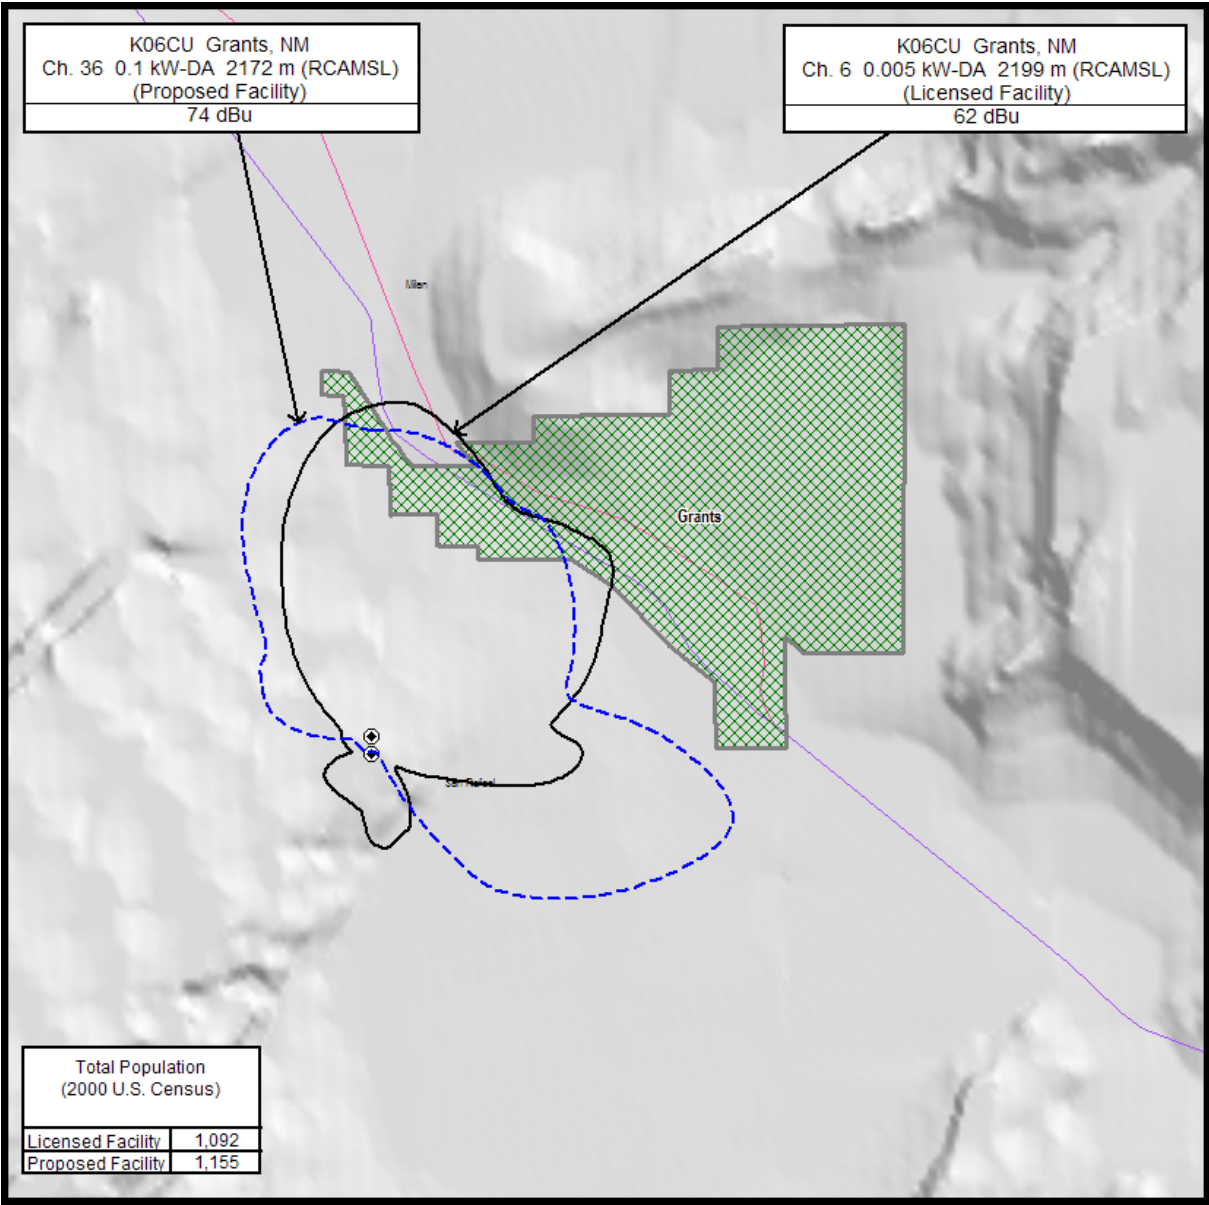 K06CU Grants, NM
Ch. 36 0.1 kW-DA 2172 m (RCAMSL)
(Proposed Facility)
74 dBu
K06CU Grants, NM
Ch. 6 0.005 kW-DA 2199 m (RCAMSL)
(Licensed Facility)
62 dBu
Milan
Grants
San Rafael
Total Population
(2000 U.S. Census)
Licensed Facility 1,092
Proposed Facility 1,155